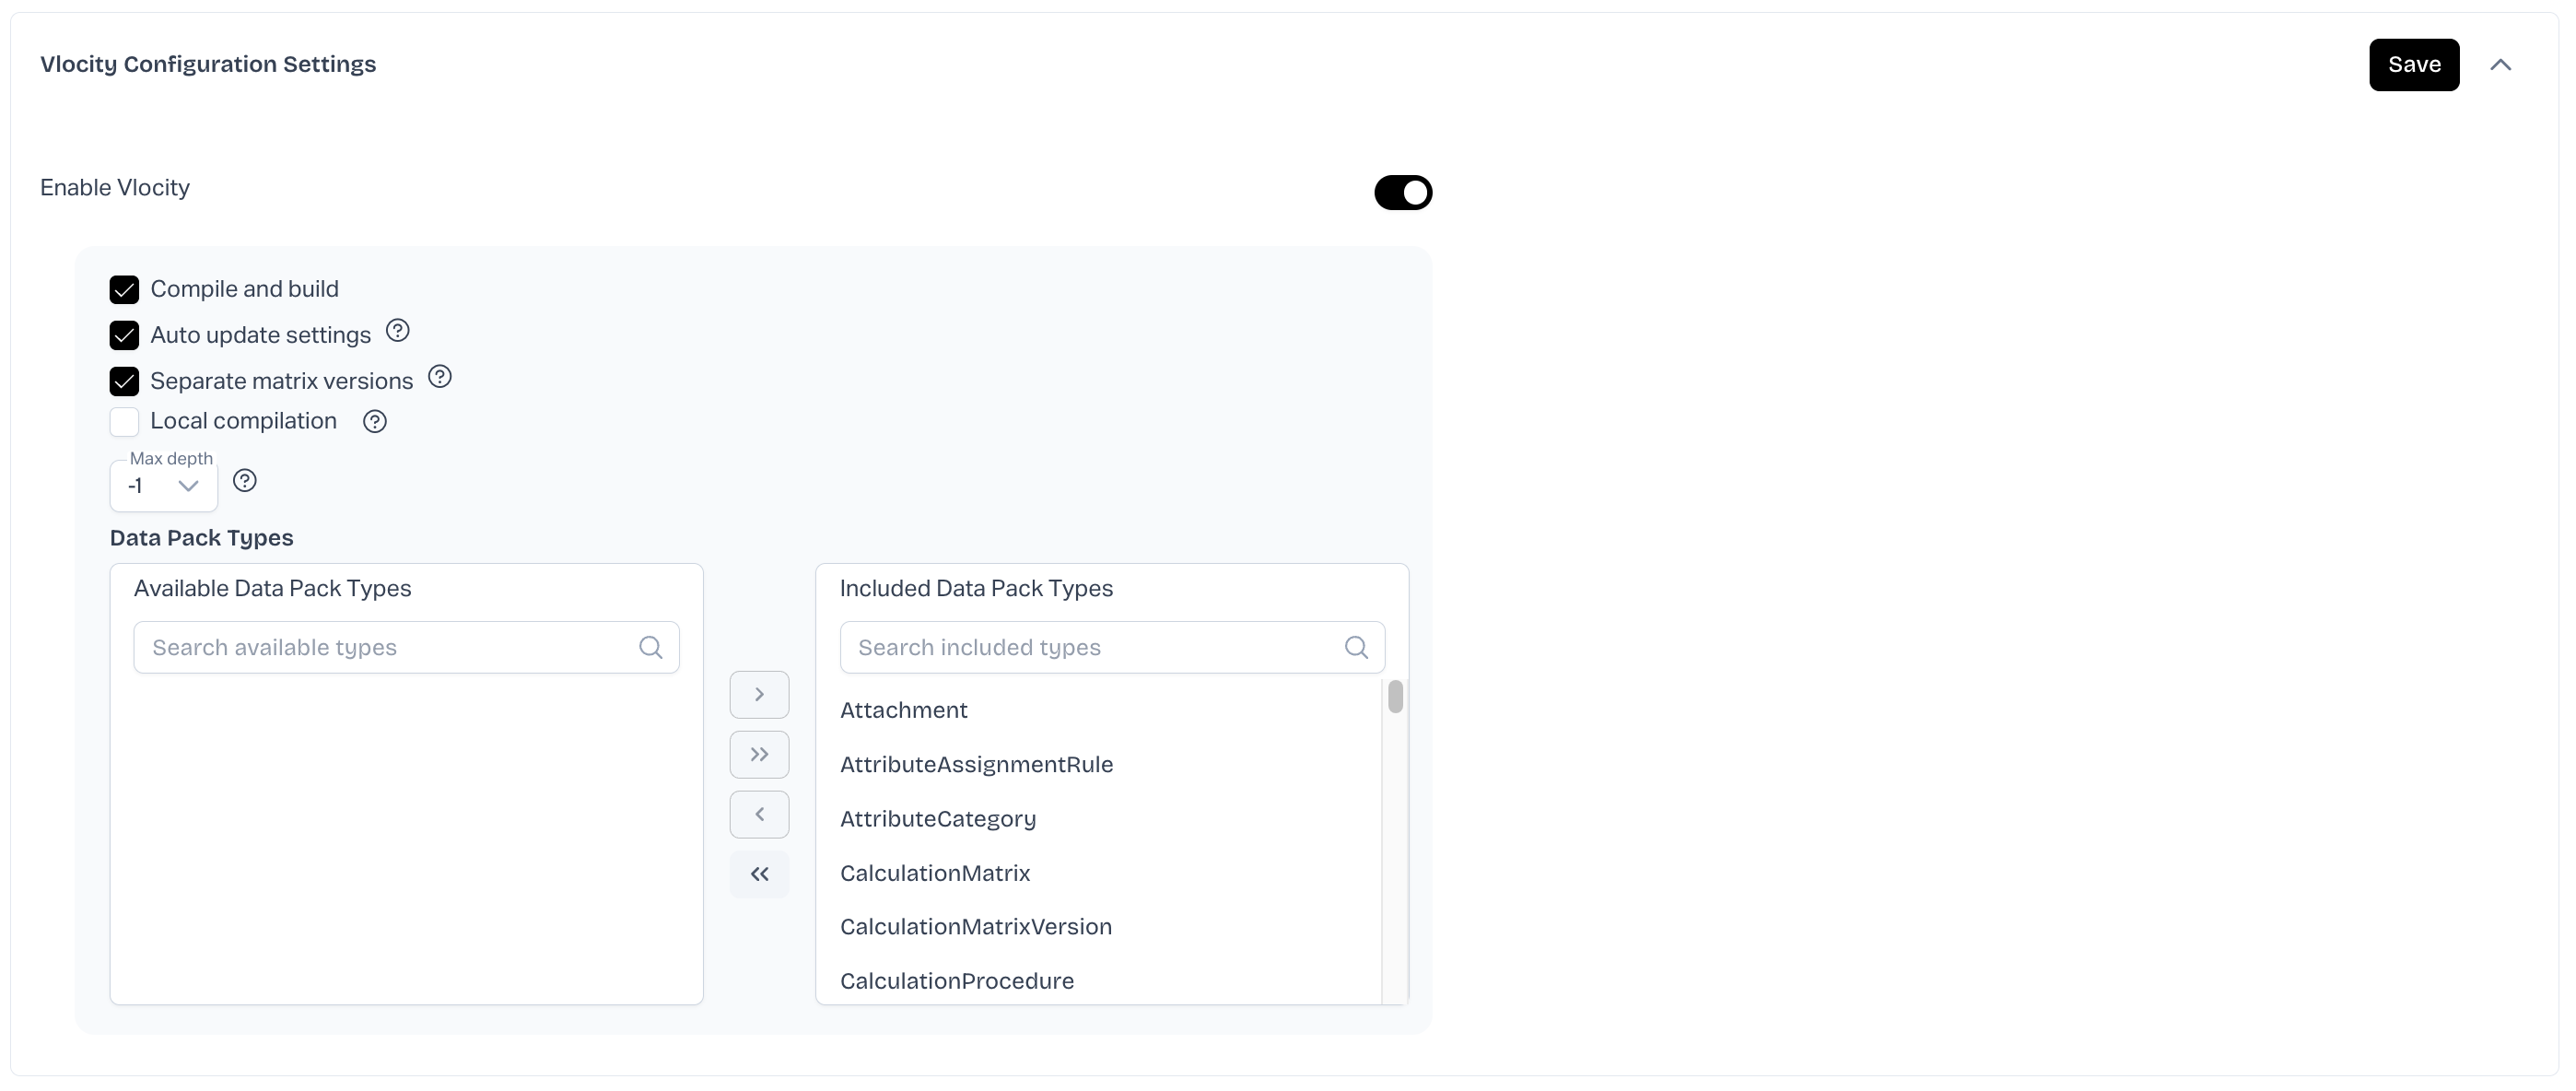 Vlocity Configuration Settings
Save
Enable Vlocity
Compile and build
Auto update settings
Separate matrix versions
Local compilation
Max depth
-1
Data Pack Types
Available Data Pack Types
Search available types
Included Data Pack Types
Search included types
Attachment
AttributeAssignmentRule
AttributeCategory
CalculationMatrix
CalculationMatrixVersion
CalculationProcedure